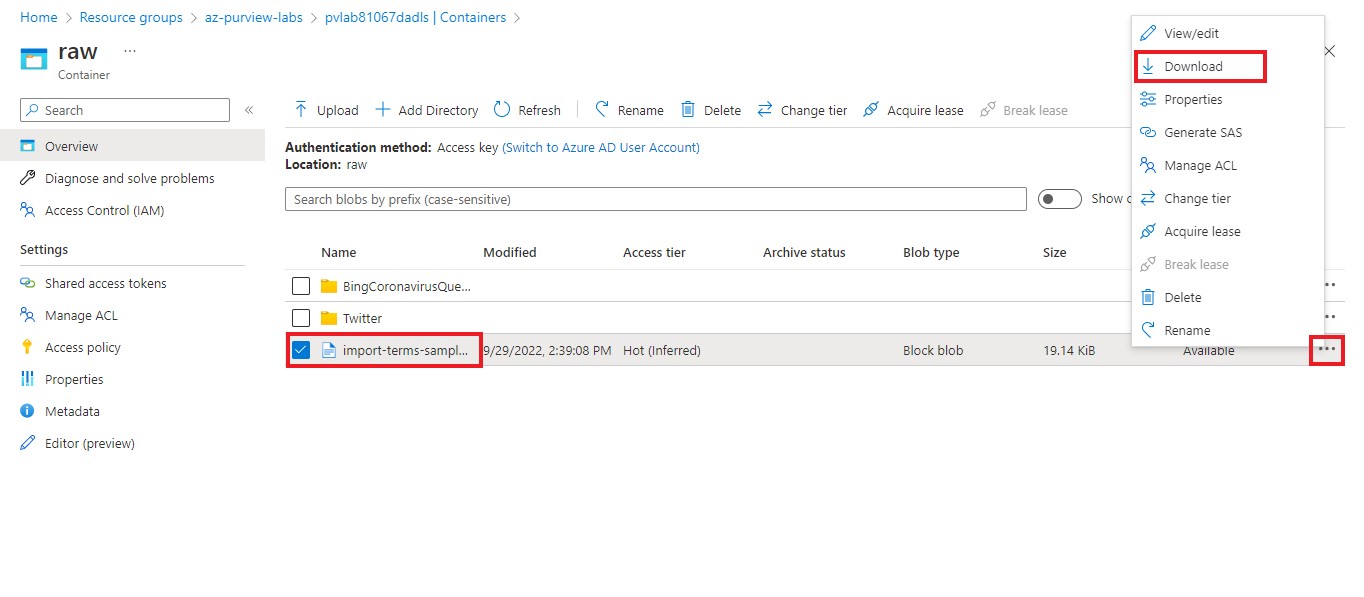 Home > Resource groups > az-purview-labs > pvlab81067dadls | Containers >
raw ...
Container
Search
«
Overview
Diagnose and solve problems
Access Control (IAM)
Settings
Shared access tokens
Manage ACL
Access policy
Properties
Metadata
Editor (preview)
Upload Add Directory Refresh Rename Delete Change tier Acquire lease Break lease
Authentication method: Access key (Switch to Azure AD User Account)
Location: raw
Search blobs by prefix (case-sensitive)
Show
Name Modified Access tier Archive status Blob type Size
BingCoronavirusQue...
Twitter
import-terms-sampl... 9/29/2022, 2:39:08 PM Hot (Inferred) Block blob 19.14 KiB Available ...
View/edit
Download
Properties
Generate SAS
Manage ACL
Change tier
Acquire lease
Break lease
Delete
Rename